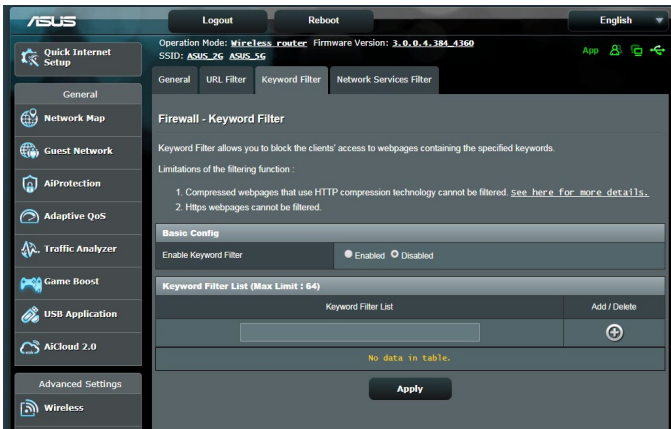 ASUS
Logout
Reboot
English
Quick Internet
Setup
General
Network Map
Guest Network
AiProtection
Adaptive QoS
Traffic Analyzer
Game Boost
USB Application
AiCloud 2.0
Advanced Settings
Wireless
Operation Mode: Wireless router Firmware Version: 3.0.0.4.384_4360
SSID: ASUS_2G ASUS_5G
App
General URL Filter Keyword Filter Network Services Filter
Firewall - Keyword Filter
Keyword Filter allows you to block the clients' access to webpages containing the specified keywords.
Limitations of the filtering function :
1. Compressed webpages that use HTTP compression technology cannot be filtered. See here for more details.
2. Https webpages cannot be filtered.
Basic Config
Enable Keyword Filter Enabled Disabled
Keyword Filter List (Max Limit : 64)
Keyword Filter List Add / Delete
No data in table.
Apply